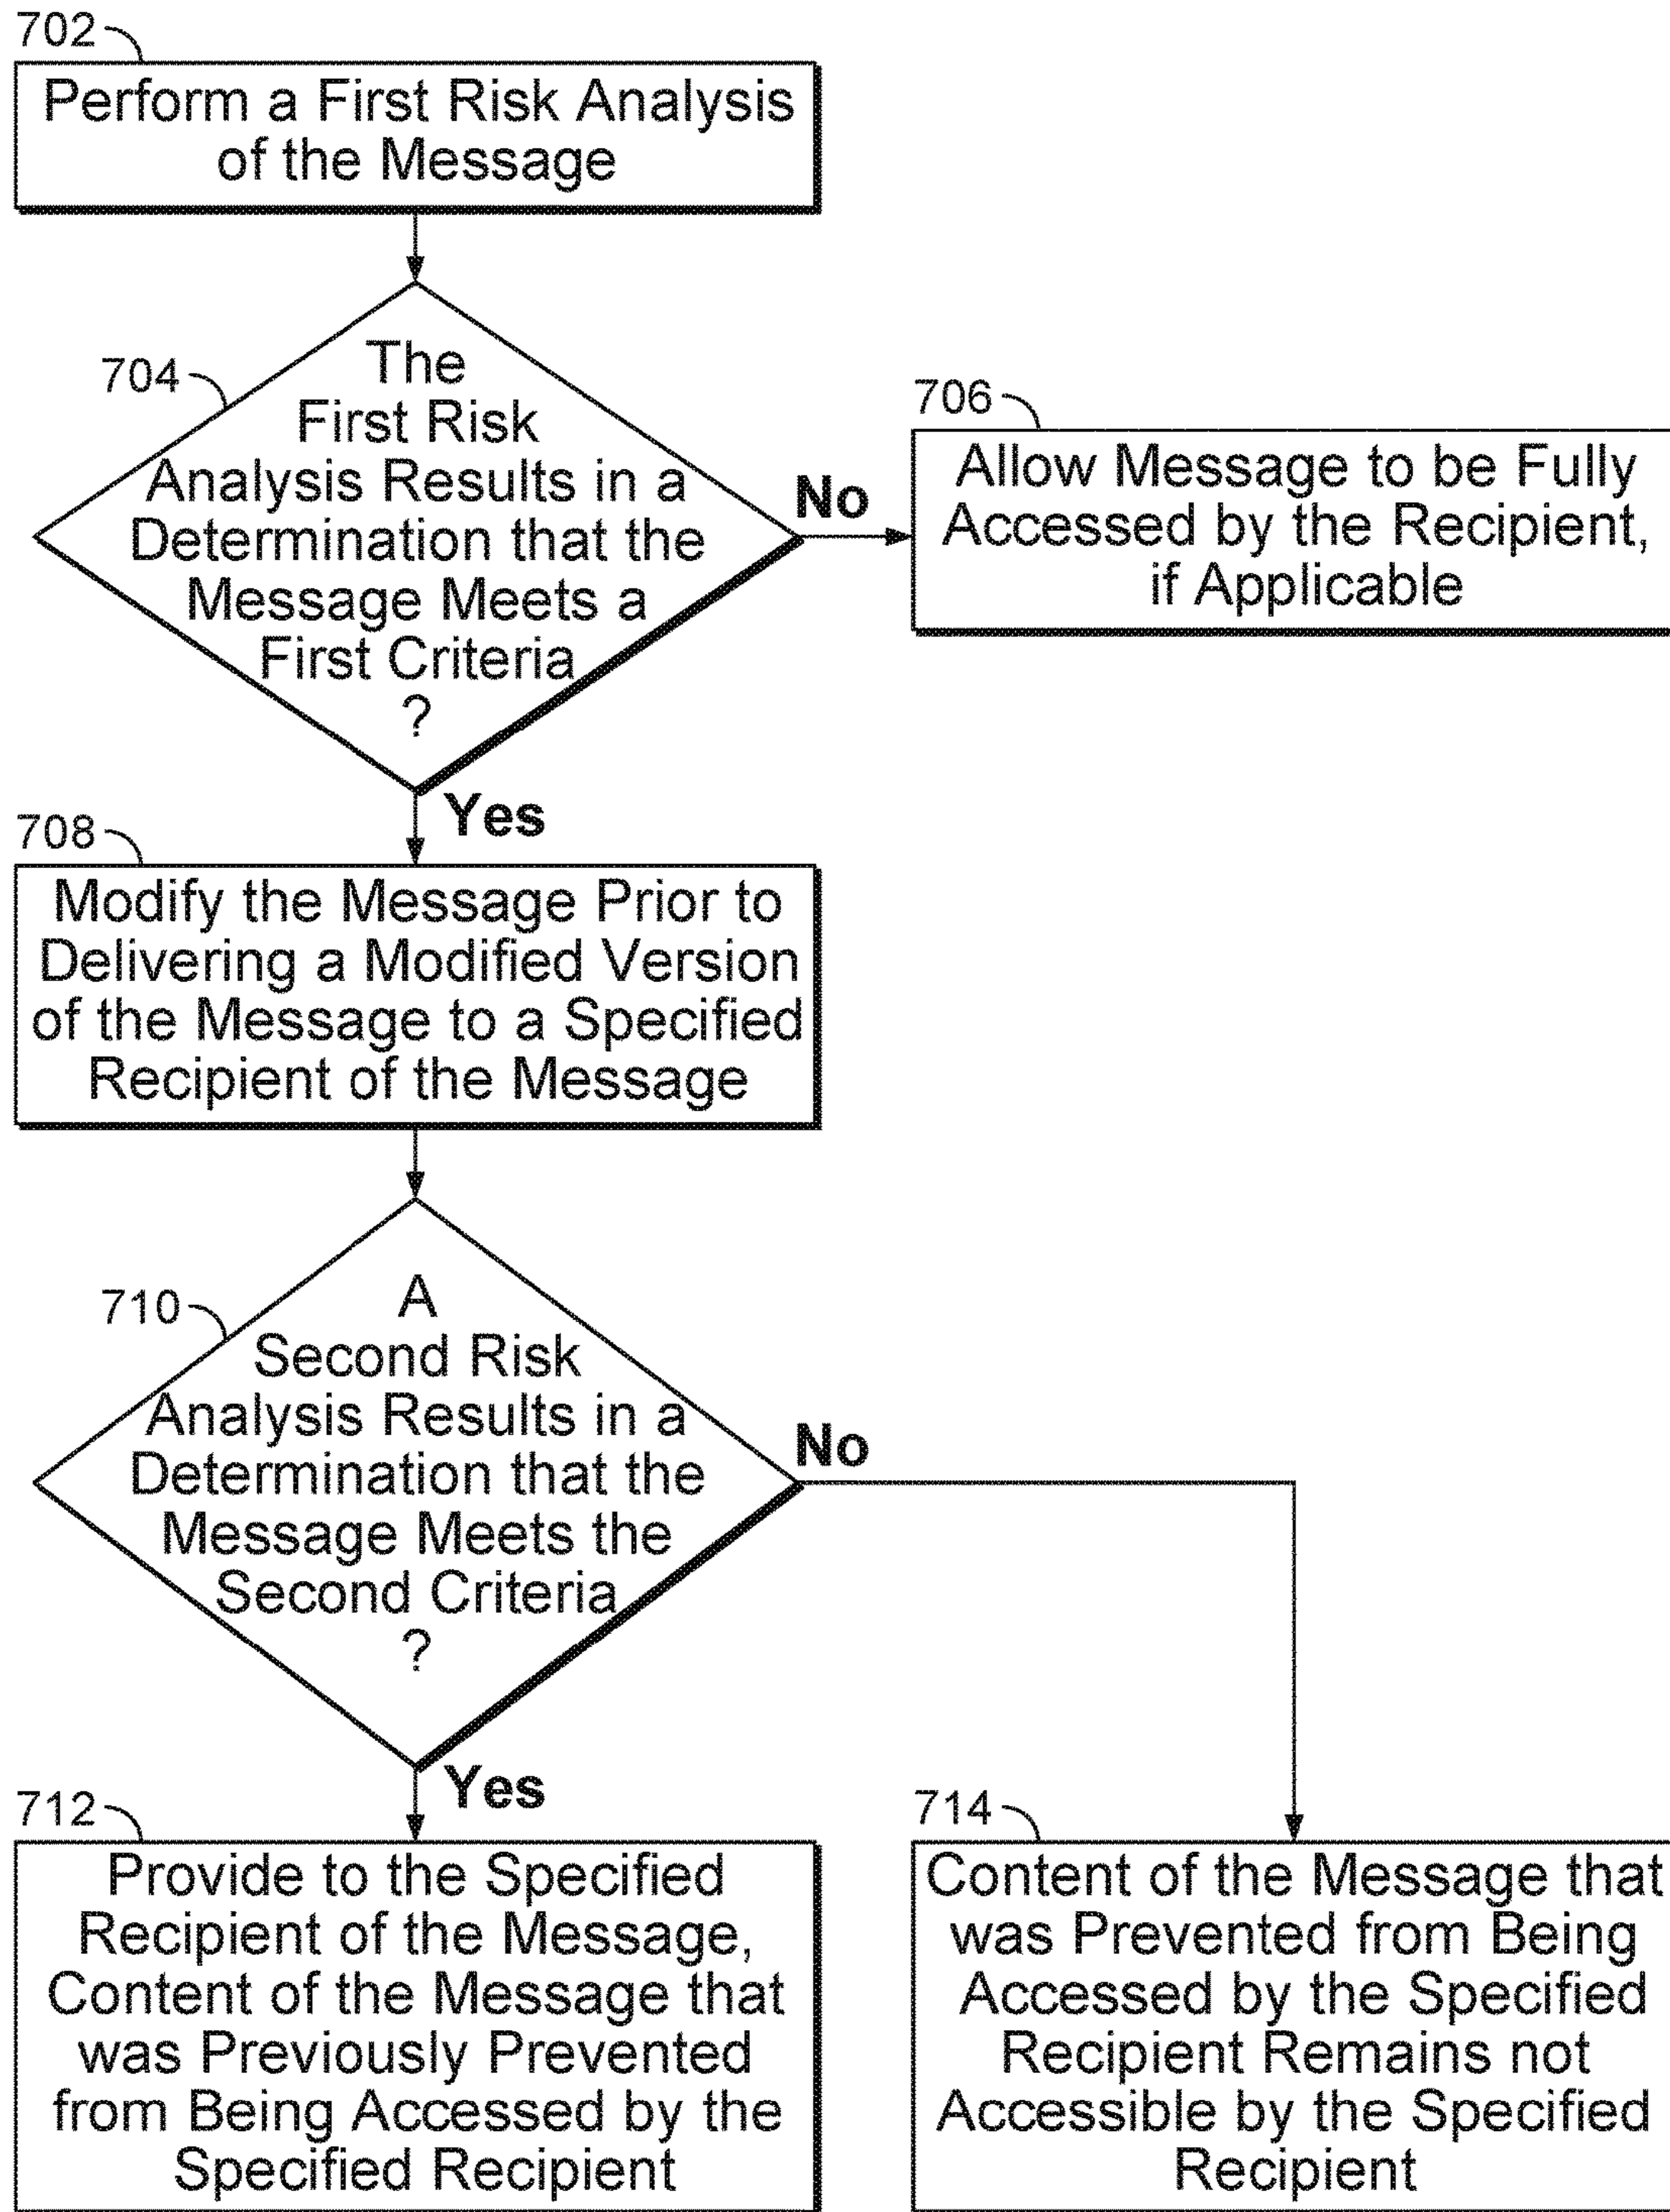 702
Perform a First Risk Analysis
of the Message
704
The
First Risk
Analysis Results in a
Determination that the
Message Meets a
First Criteria
?
No
706
Allow Message to be Fully
Accessed by the Recipient,
if Applicable
Yes
708
Modify the Message Prior to
Delivering a Modified Version
of the Message to a Specified
Recipient of the Message
710
A
Second Risk
Analysis Results in a
Determination that the
Message Meets the
Second Criteria
?
No
Yes
712
Provide to the Specified
Recipient of the Message,
Content of the Message that
was Previously Prevented
from Being Accessed by the
Specified Recipient
714
Content of the Message that
was Prevented from Being
Accessed by the Specified
Recipient Remains not
Accessible by the Specified
Recipient